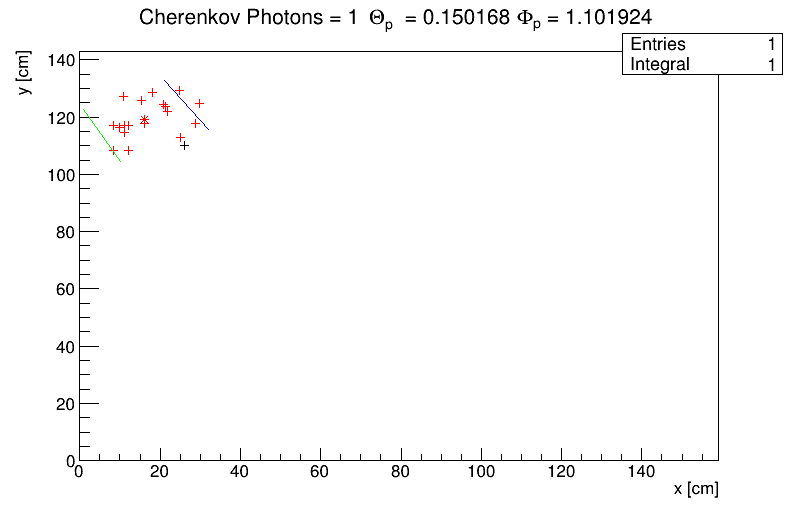 Cherenkov Photons = 1 Θp = 0.150168 Φp = 1.101924
Entries 1
Integral 1
y [cm]
140
120
100
80
60
40
20
0
0 20 40 60 80 100 120 140
x [cm]